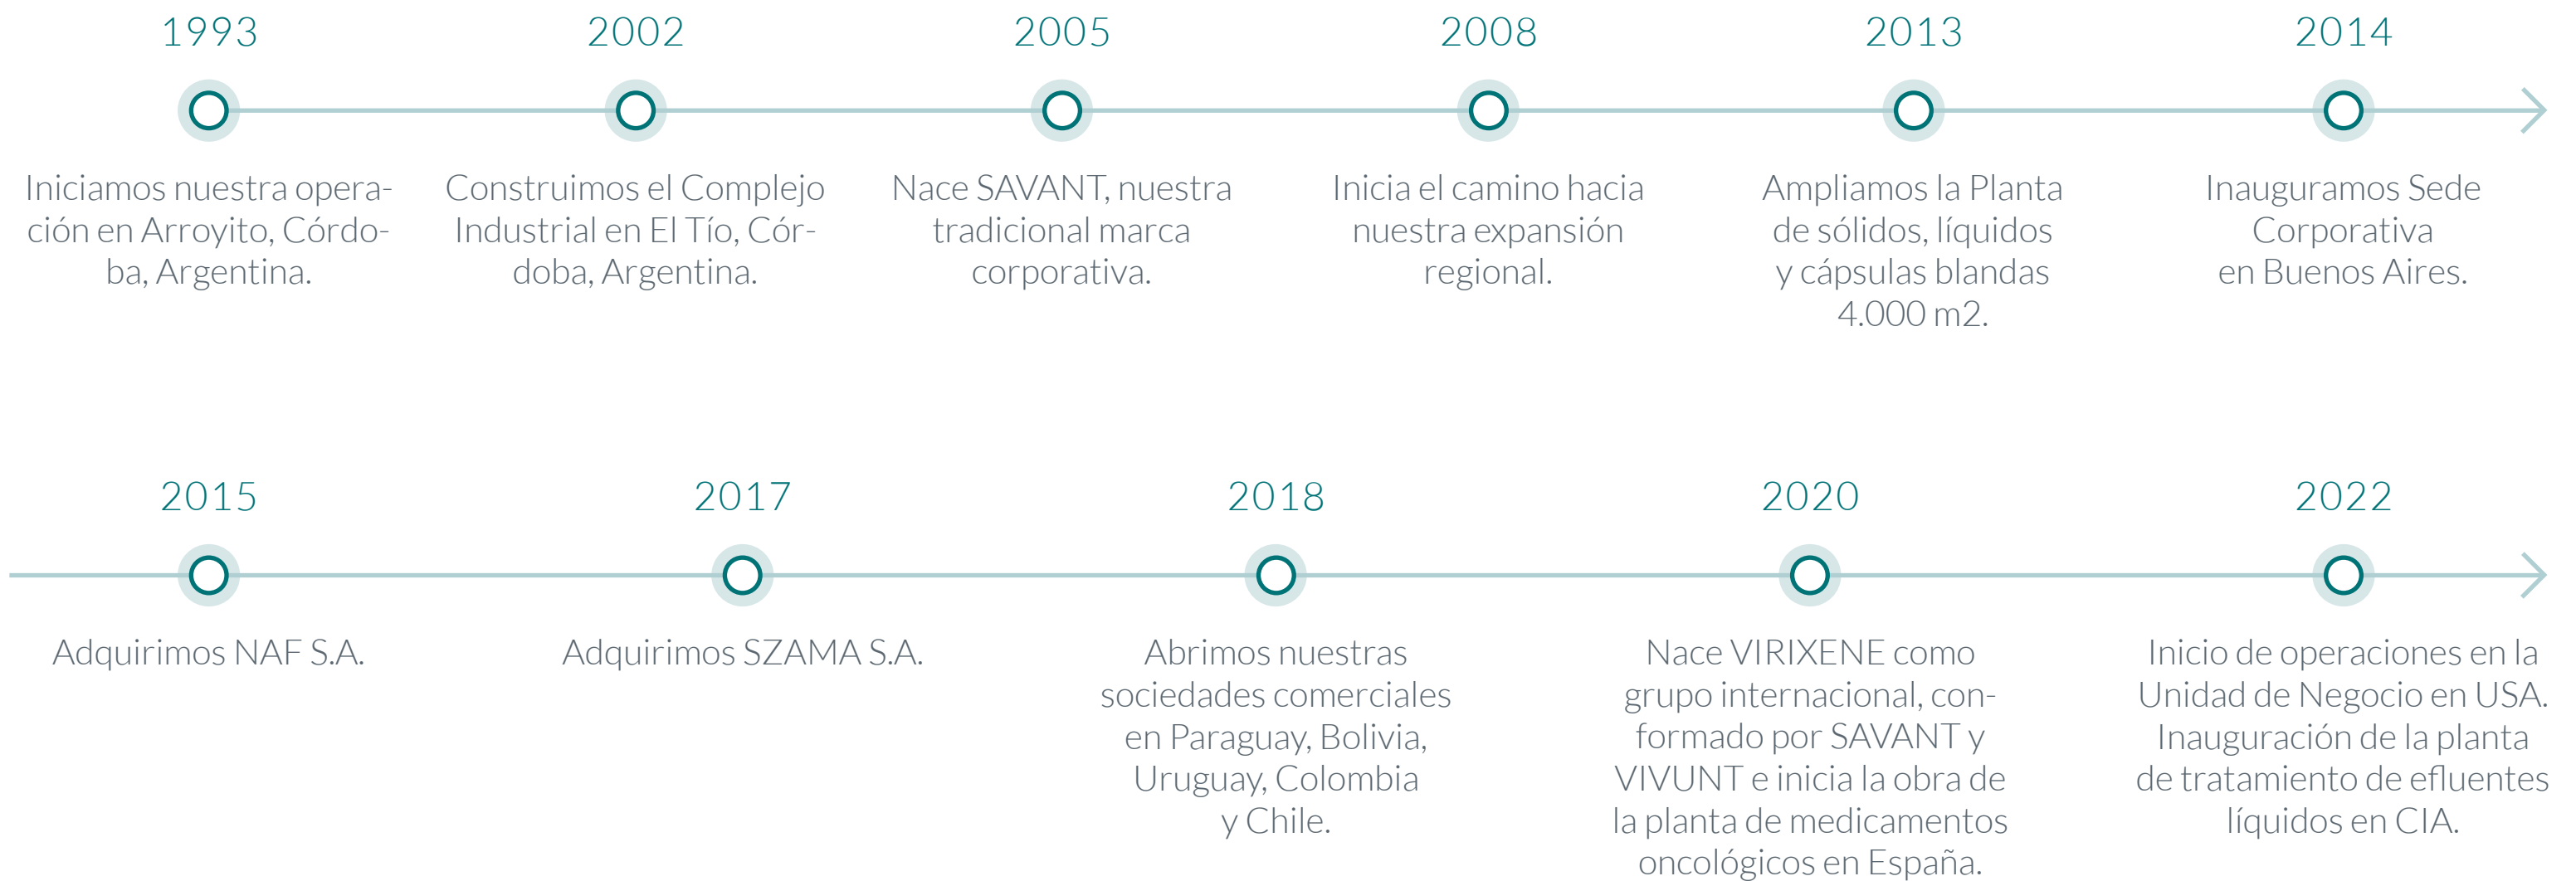 1993
Iniciamos nuestra opera-
ción en Arroyito, Córdo-
ba, Argentina.
2002
Construimos el Complejo
Industrial en El Tío, Cór-
doba, Argentina.
2005
Nace SAVANT, nuestra
tradicional marca
corporativa.
2008
Inicia el camino hacia
nuestra expansión
regional.
2013
Ampliamos la Planta
de sólidos, líquidos
y cápsulas blandas
4.000 m2.
2014
Inauguramos Sede
Corporativa
en Buenos Aires.
2015
Adquirimos NAF S.A.
2017
Adquirimos SZAMA S.A.
2018
Abrimos nuestras
sociedades comerciales
en Paraguay, Bolivia,
Uruguay, Colombia
y Chile.
2020
Nace VIRIXENE como
grupo internacional, con-
formado por SAVANT y
VIVUNT e inicia la obra de
la planta de medicamentos
oncológicos en España.
2022
Inicio de operaciones en la
Unidad de Negocio en USA.
Inauguración de la planta
de tratamiento de efluentes
líquidos en CIA.